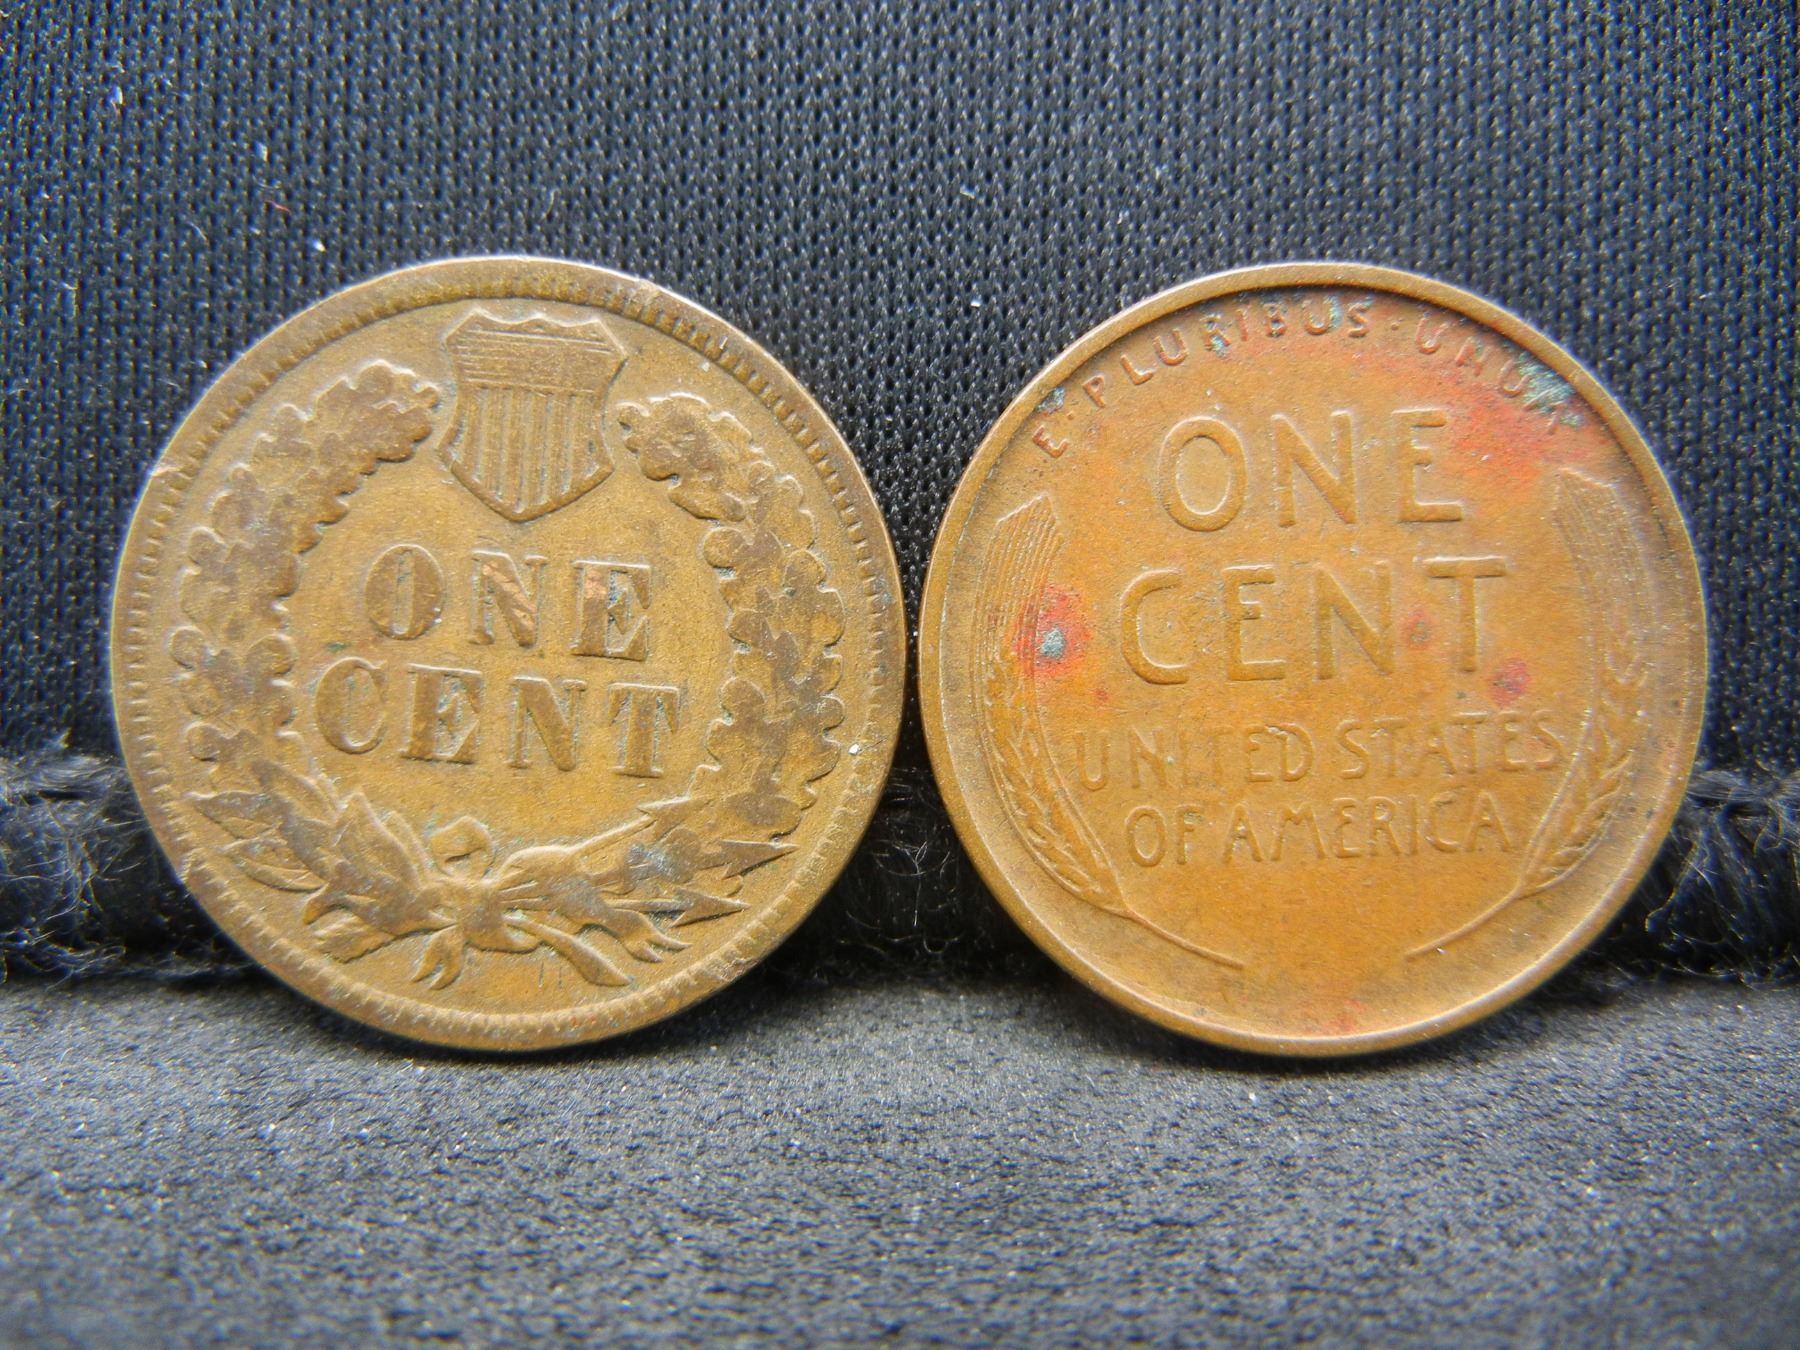 ONE
CENT
E·PLURIBUS·UNUM
ONE
CENT
UNITED STATES
OF AMERICA